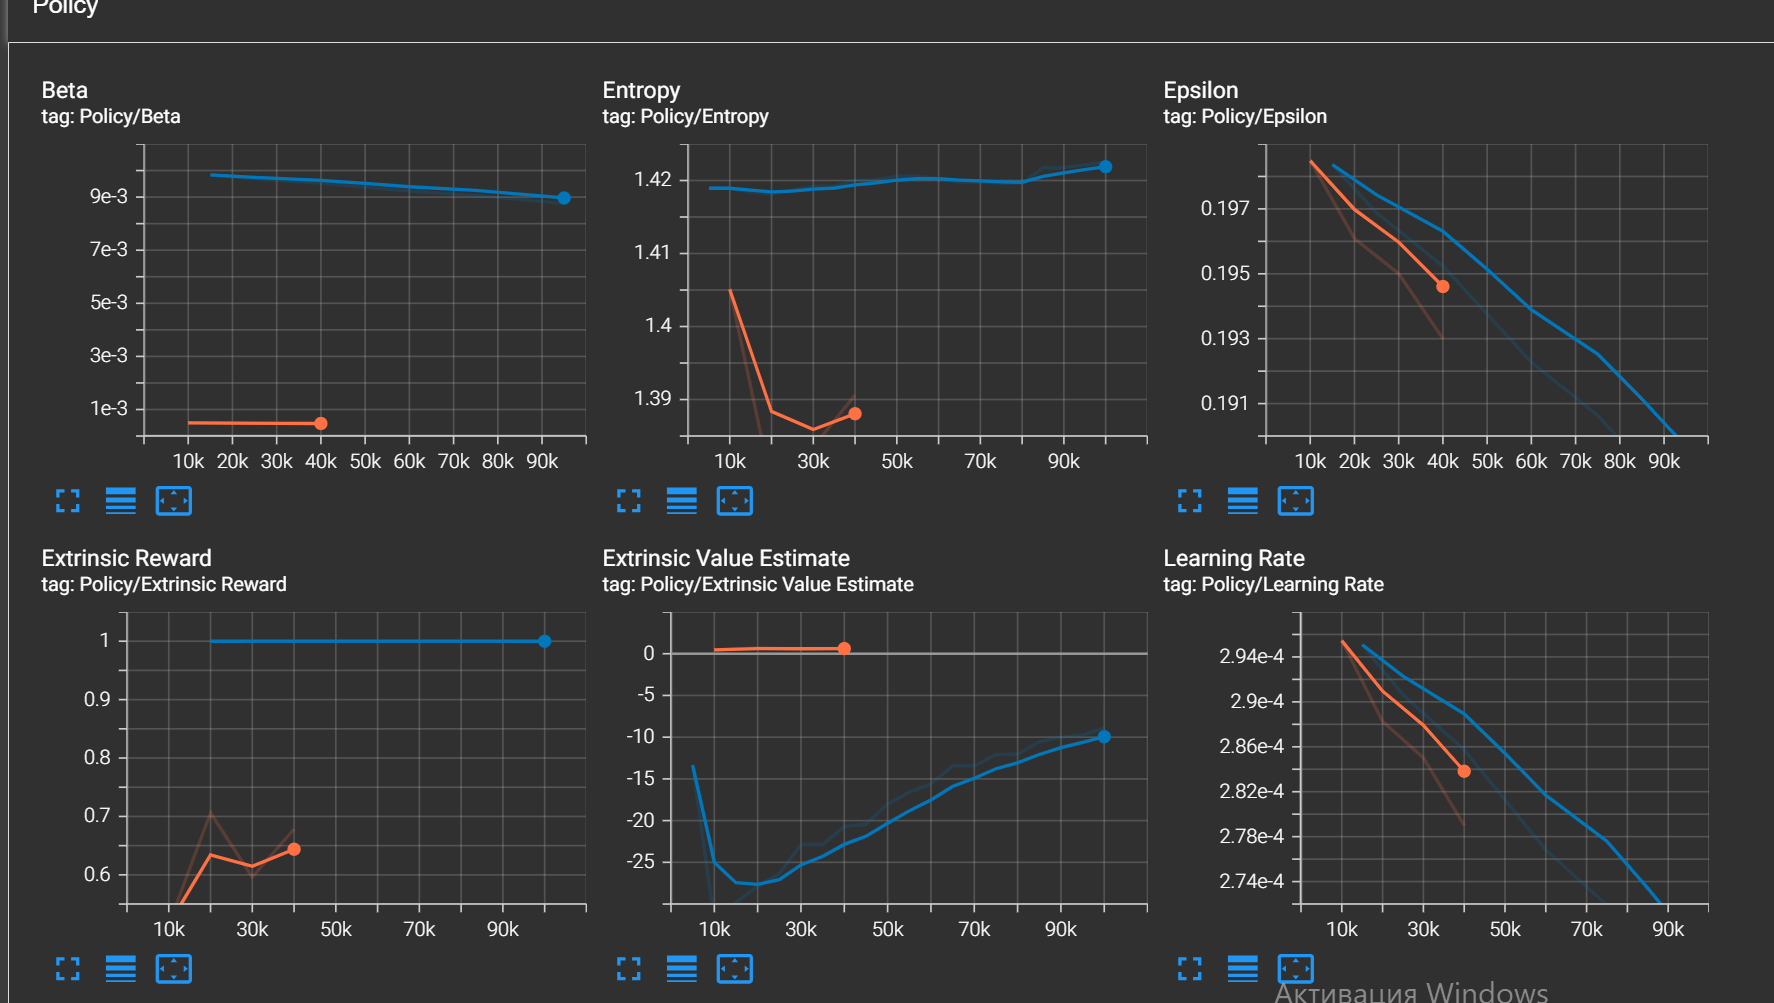 Policy
Beta
tag: Policy/Beta
9e-3
7e-3
5e-3
3e-3
1e-3
10k 20k 30k 40k 50k 60k 70k 80k 90k
Entropy
tag: Policy/Entropy
1.42
1.41
1.4
1.39
10k 30k 50k 70k 90k
Epsilon
tag: Policy/Epsilon
0.197
0.195
0.193
0.191
10k 20k 30k 40k 50k 60k 70k 80k 90k
Extrinsic Reward
tag: Policy/Extrinsic Reward
1
0.9
0.8
0.7
0.6
10k 30k 50k 70k 90k
Extrinsic Value Estimate
tag: Policy/Extrinsic Value Estimate
0
-5
-10
-15
-20
-25
10k 30k 50k 70k 90k
Learning Rate
tag: Policy/Learning Rate
2.94e-4
2.9e-4
2.86e-4
2.82e-4
2.78e-4
2.74e-4
10k 30k 50k 70k 90k
Активация Windows